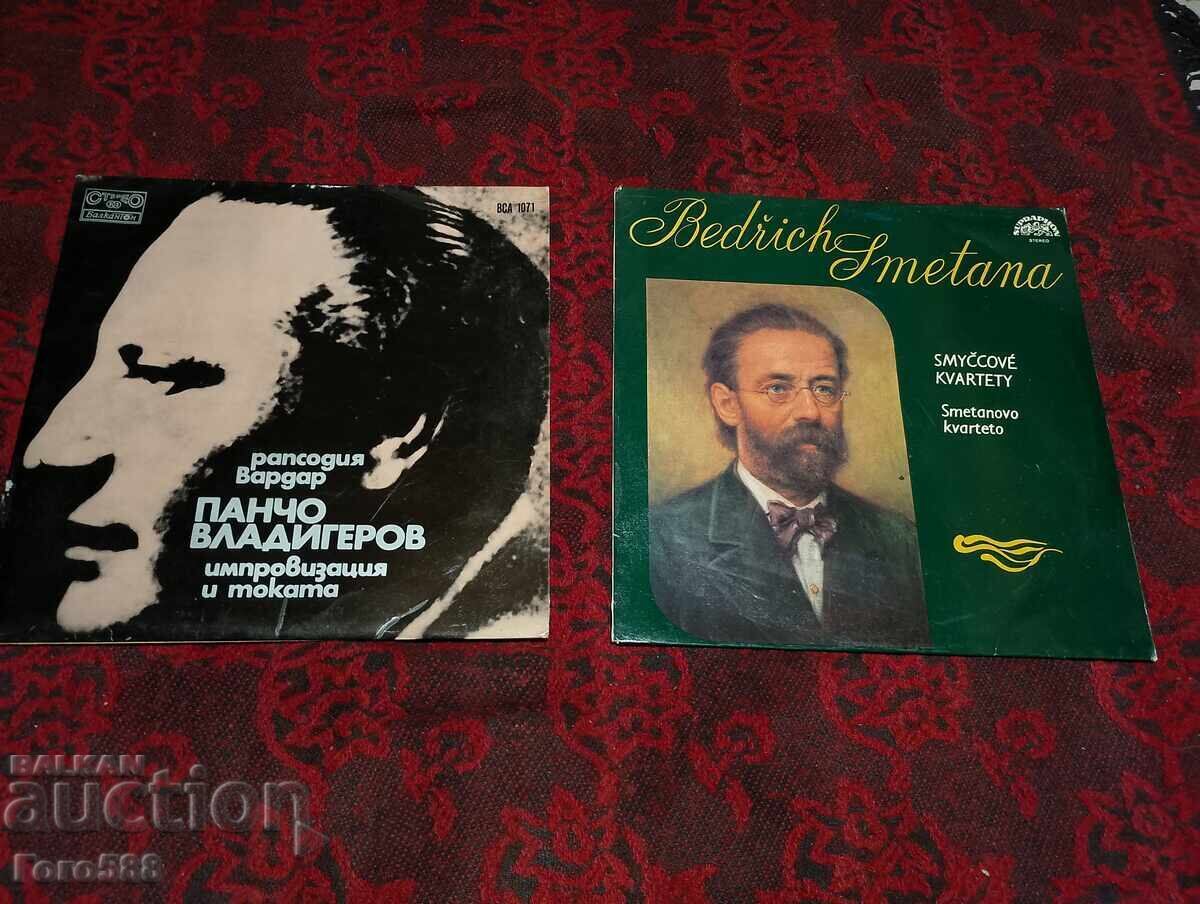 СТЕРЕО
Балкантон
ВСА 1071
рапсодия
Вардар
ПАНЧО
ВЛАДИГЕРОВ
импровизация
и токата
Bedřich
Smetana
SUPRAPHON
STEREO
SMYČCOVÉ
KVARTETY
Smetanovo
kvarteto
BALKAN
auction
Гого588